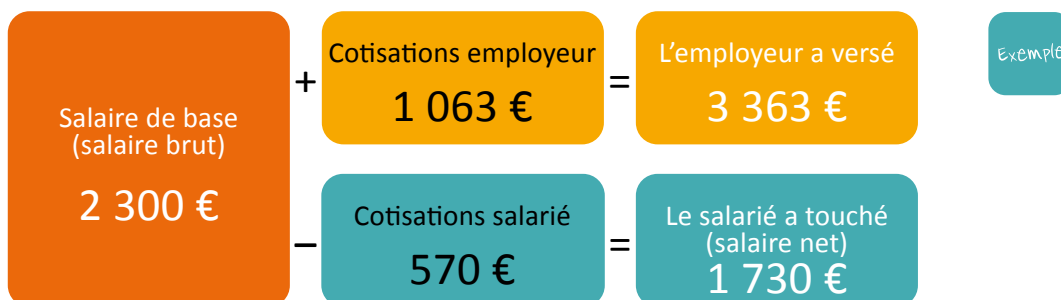 Salaire de base
(salaire brut)
2 300 €
+
Cotisations employeur
1 063 €
=
L'employeur a versé
3 363 €
–
Cotisations salarié
570 €
=
Le salarié a touché
(salaire net)
1 730 €
Exemple